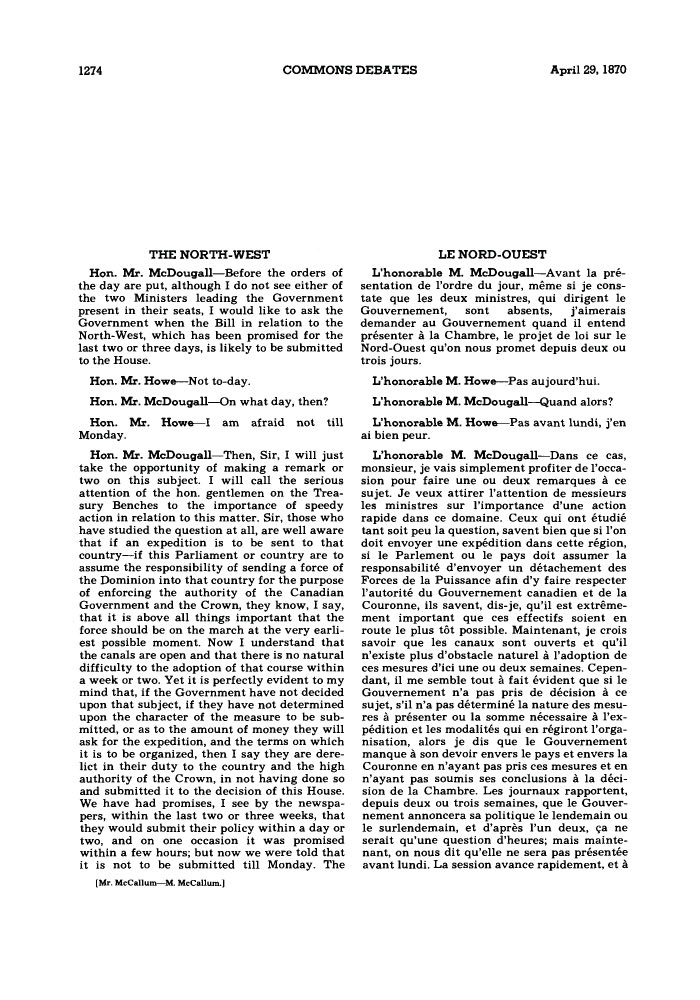 1274
COMMONS DEBATES
April 29, 1870
THE NORTH-WEST
Hon. Mr. McDougall—Before the orders of
the day are put, although I do not see either of
the two Ministers leading the Government
present in their seats, I would like to ask the
Government when the Bill in relation to the
North-West, which has been promised for the
last two or three days, is likely to be submitted
to the House.
Hon. Mr. Howe—Not to-day.
Hon. Mr. McDougall—On what day, then?
Hon. Mr. Howe—I am afraid not till
Monday.
Hon. Mr. McDougall—Then, Sir, I will just
take the opportunity of making a remark or
two on this subject. I will call the serious
attention of the hon. gentlemen on the Trea-
sury Benches to the importance of speedy
action in relation to this matter. Sir, those who
have studied the question at all, are well aware
that if an expedition is to be sent to that
country—if this Parliament or country are to
assume the responsibility of sending a force of
the Dominion into that country for the purpose
of enforcing the authority of the Canadian
Government and the Crown, they know, I say,
that it is above all things important that the
force should be on the march at the very earli-
est possible moment. Now I understand that
the canals are open and that there is no natural
difficulty to the adoption of that course within
a week or two. Yet it is perfectly evident to my
mind that, if the Government have not decided
upon that subject, if they have not determined
upon the character of the measure to be sub-
mitted, or as to the amount of money they will
ask for the expedition, and the terms on which
it is to be organized, then I say they are dere-
lict in their duty to the country and the high
authority of the Crown, in not having done so
and submitted it to the decision of this House.
We have had promises, I see by the newspa-
pers, within the last two or three weeks, that
they would submit their policy within a day or
two, and on one occasion it was promised
within a few hours; but now we were told that
it is not to be submitted till Monday. The
[Mr. McCallum—M. McCallum.]
LE NORD-OUEST
L'honorable M. McDougall—Avant la pré-
sentation de l'ordre du jour, même si je cons-
tate que les deux ministres, qui dirigent le
Gouvernement, sont absents, j'aimerais
demander au Gouvernement quand il entend
présenter à la Chambre, le projet de loi sur le
Nord-Ouest qu'on nous promet depuis deux ou
trois jours.
L'honorable M. Howe—Pas aujourd'hui.
L'honorable M. McDougall—Quand alors?
L'honorable M. Howe—Pas avant lundi, j'en
ai bien peur.
L'honorable M. McDougall—Dans ce cas,
monsieur, je vais simplement profiter de l'occa-
sion pour faire une ou deux remarques à ce
sujet. Je veux attirer l'attention de messieurs
les ministres sur l'importance d'une action
rapide dans ce domaine. Ceux qui ont étudié
tant soit peu la question, savent bien que si l'on
doit envoyer une expédition dans cette région,
si le Parlement ou le pays doit assumer la
responsabilité d'envoyer un détachement des
Forces de la Puissance afin d'y faire respecter
l'autorité du Gouvernement canadien et de la
Couronne, ils savent, dis-je, qu'il est extrême-
ment important que ces effectifs soient en
route le plus tôt possible. Maintenant, je crois
savoir que les canaux sont ouverts et qu'il
n'existe plus d'obstacle naturel à l'adoption de
ces mesures d'ici une ou deux semaines. Cepen-
dant, il me semble tout à fait évident que si le
Gouvernement n'a pas pris de décision à ce
sujet, s'il n'a pas déterminé la nature des mesu-
res à présenter ou la somme nécessaire à l'ex-
pédition et les modalités qui en régiront l'orga-
nisation, alors je dis que le Gouvernement
manque à son devoir envers le pays et envers la
Couronne en n'ayant pas pris ces mesures et en
n'ayant pas soumis ses conclusions à la déci-
sion de la Chambre. Les journaux rapportent,
depuis deux ou trois semaines, que le Gouver-
nement annoncera sa politique le lendemain ou
le surlendemain, et d'après l'un deux, ça ne
serait qu'une question d'heures; mais mainte-
nant, on nous dit qu'elle ne sera pas présentée
avant lundi. La session avance rapidement, et à